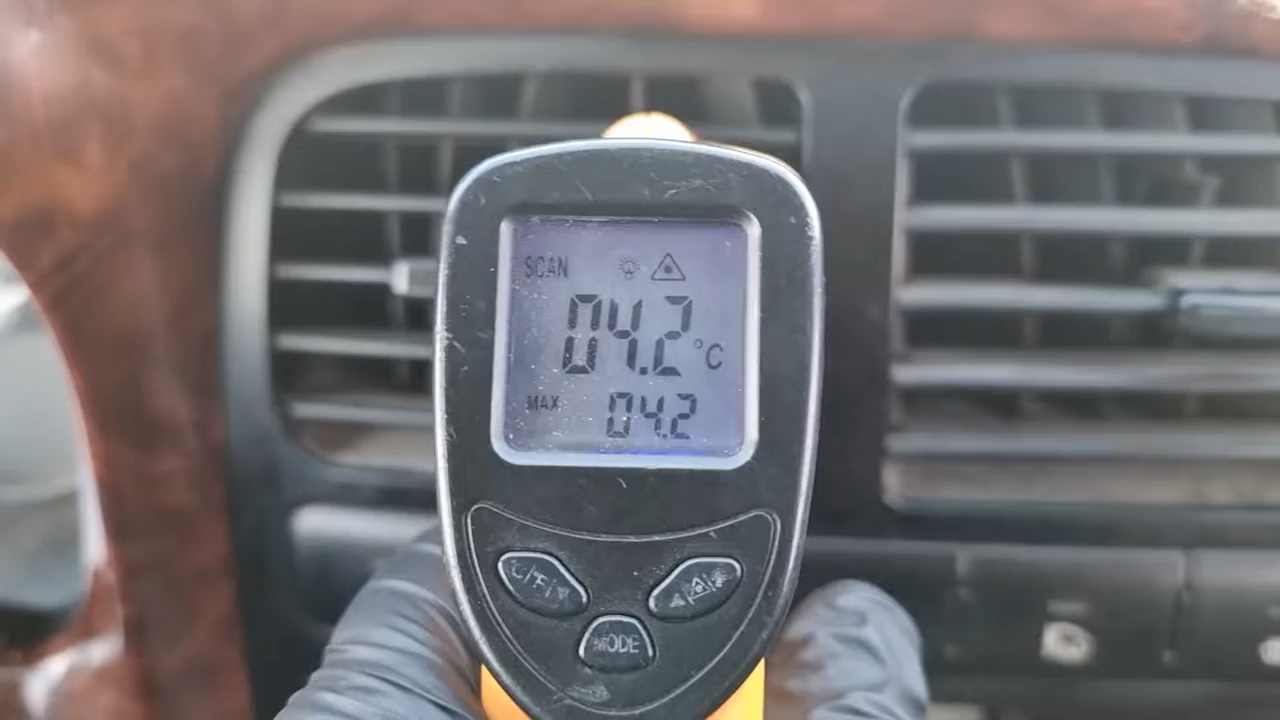 SCAN
04.2 °C
MAX 04.2
°C/°F/▼
MODE